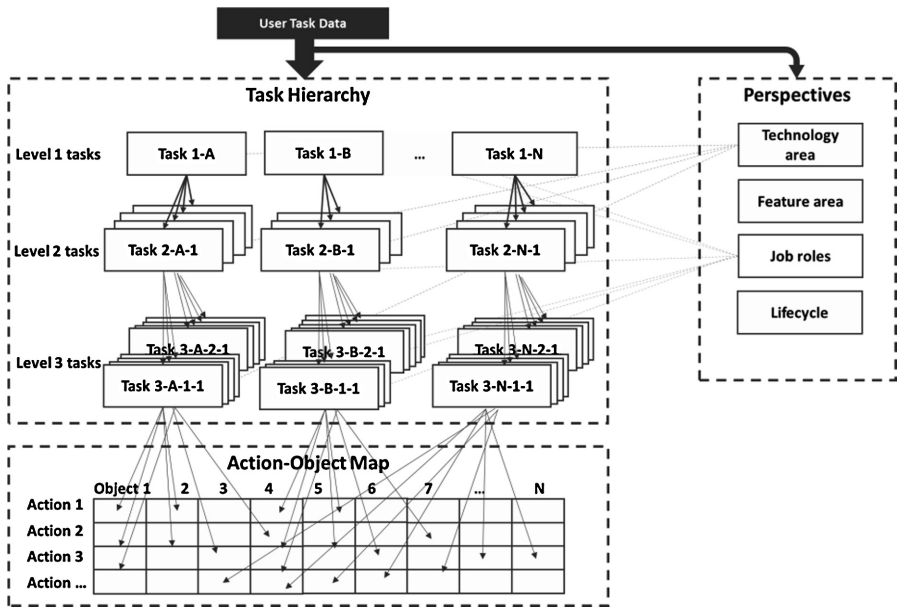 User Task Data
Task Hierarchy
Perspectives
Level 1 tasks
Task 1-A
Task 1-B
...
Task 1-N
Technology
area
Feature area
Level 2 tasks
Task 2-A-1
Task 2-B-1
Task 2-N-1
Job roles
Lifecycle
Level 3 tasks
Task 3-A-2-1
Task 3-B-2-1
Task 3-N-2-1
Task 3-A-1-1
Task 3-B-1-1
Task 3-N-1-1
Action-Object Map
Object 1 2 3 4 5 6 7 ... N
Action 1
Action 2
Action 3
Action ...